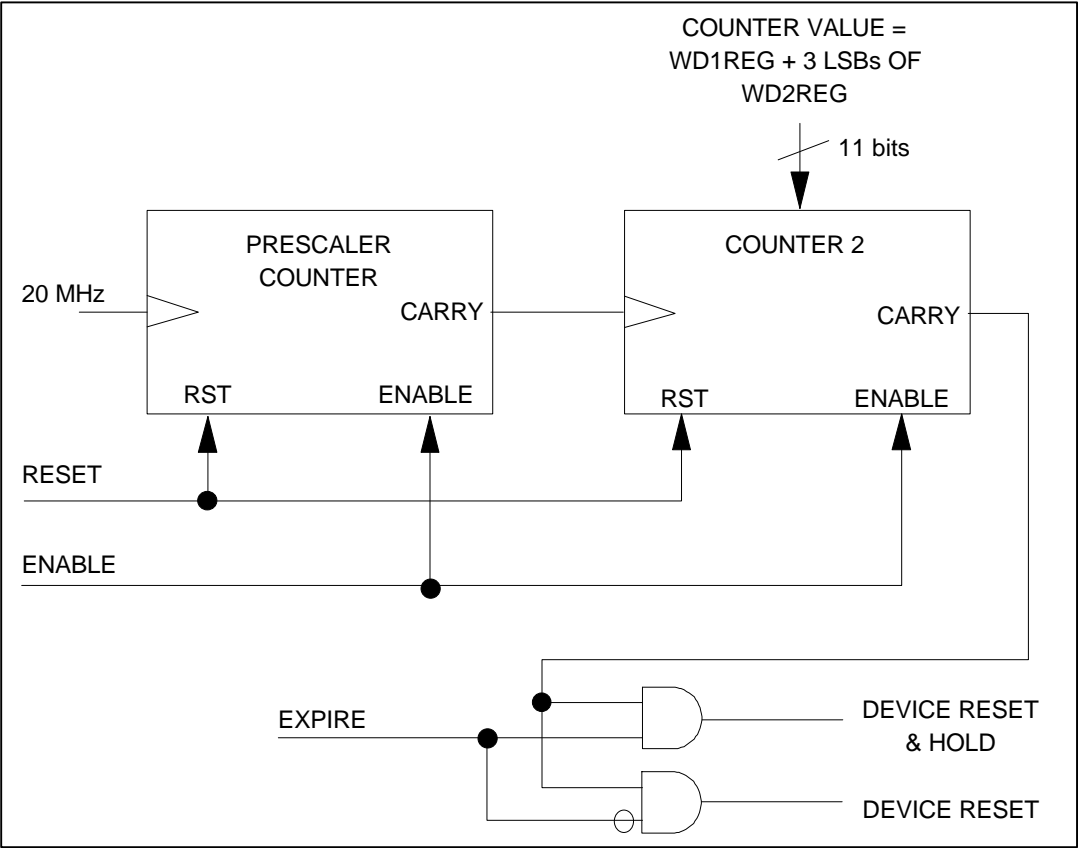 COUNTER VALUE =
WD1REG + 3 LSBs OF
WD2REG
11 bits
PRESCALER
COUNTER
COUNTER 2
20 MHz
CARRY
CARRY
RST
ENABLE
RST
ENABLE
RESET
ENABLE
EXPIRE
DEVICE RESET
& HOLD
DEVICE RESET